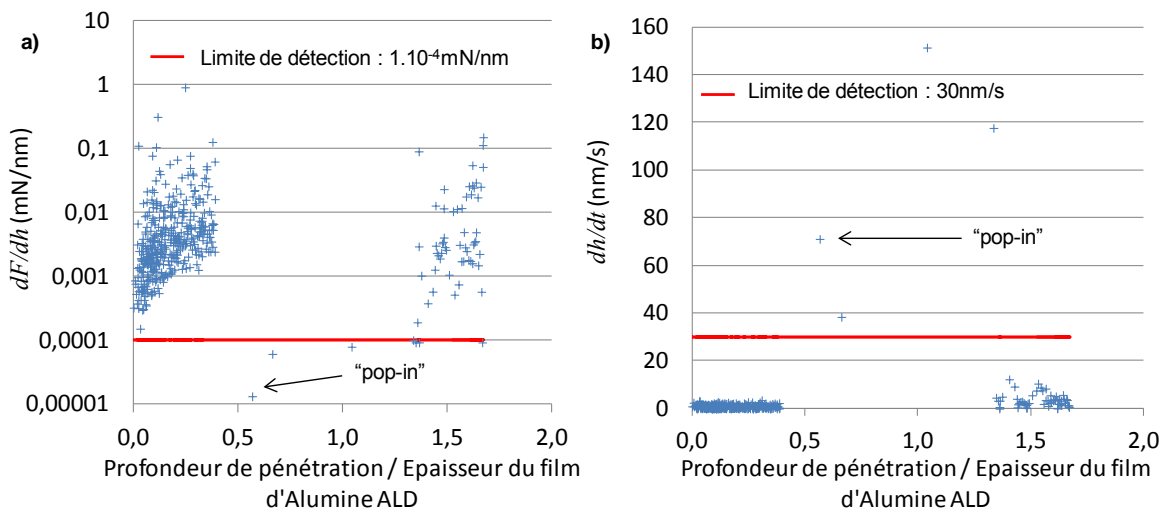 a)
10
1
0,1
0,01
0,001
0,0001
0,00001
dF/dh (mN/nm)
Limite de détection : 1.10-4mN/nm
“pop-in”
0,0 0,5 1,0 1,5 2,0
Profondeur de pénétration / Epaisseur du film
d'Alumine ALD
b)
160
140
120
100
80
60
40
20
0
dh/dt (nm/s)
Limite de détection : 30nm/s
“pop-in”
0,0 0,5 1,0 1,5 2,0
Profondeur de pénétration / Epaisseur du film
d'Alumine ALD